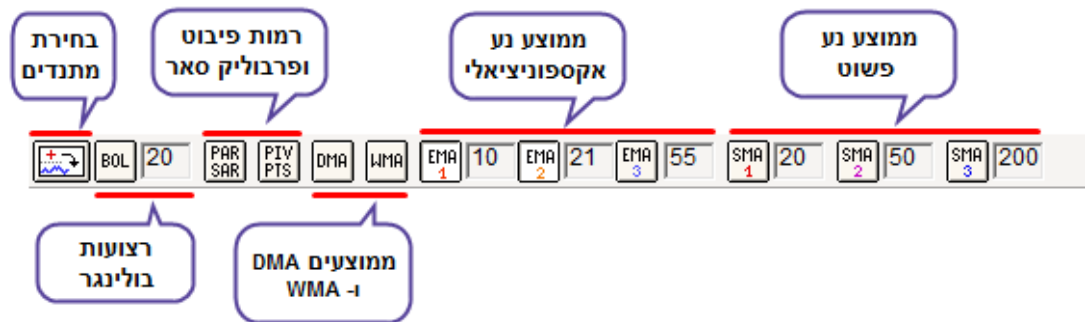 בחירת
מתנדים
רמות פיבוט
ופרבוליק סאר
ממוצע נע
אקספוניציאלי
ממוצע נע
פשוט
BOL 20 PAR SAR PIV PTS DMA WMA EMA 1 10 EMA 2 21 EMA 3 55 SMA 1 20 SMA 2 50 SMA 3 200
רצועות
בולינגר
ממוצעים DMA
ו- WMA